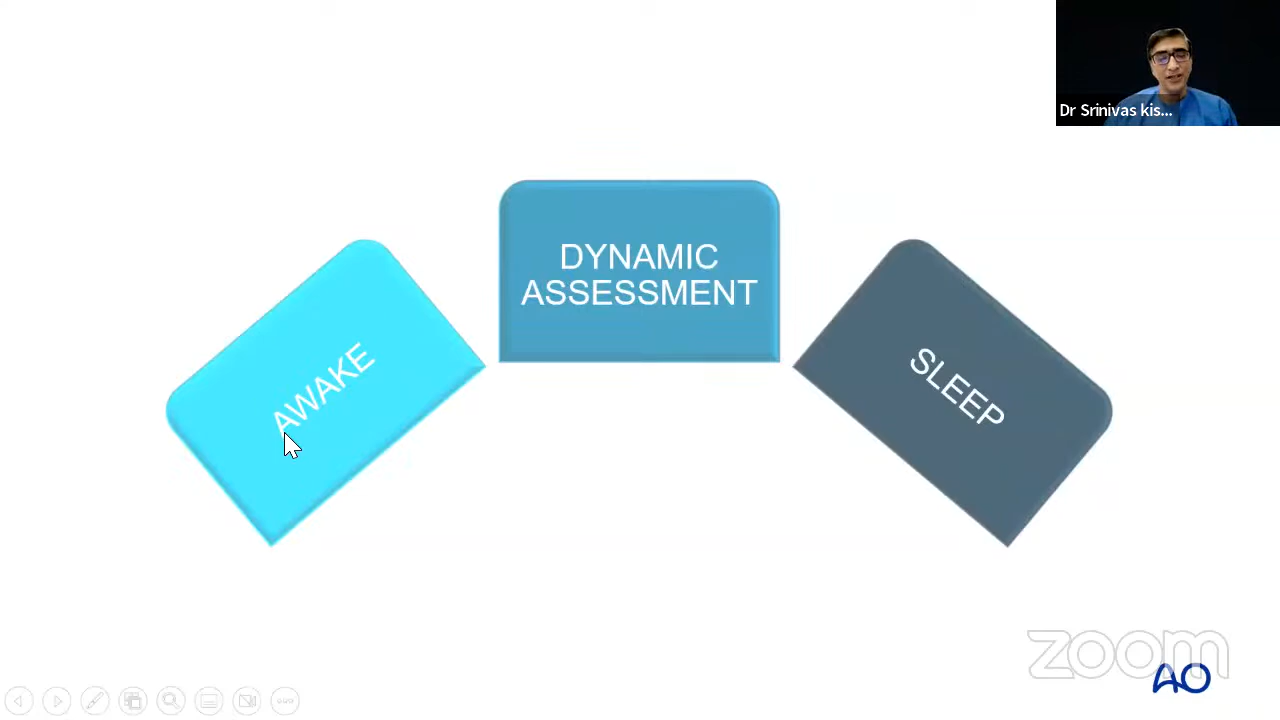 Dr Srinivas kis...
DYNAMIC
ASSESSMENT
AWAKE
SLEEP
zoom
AO